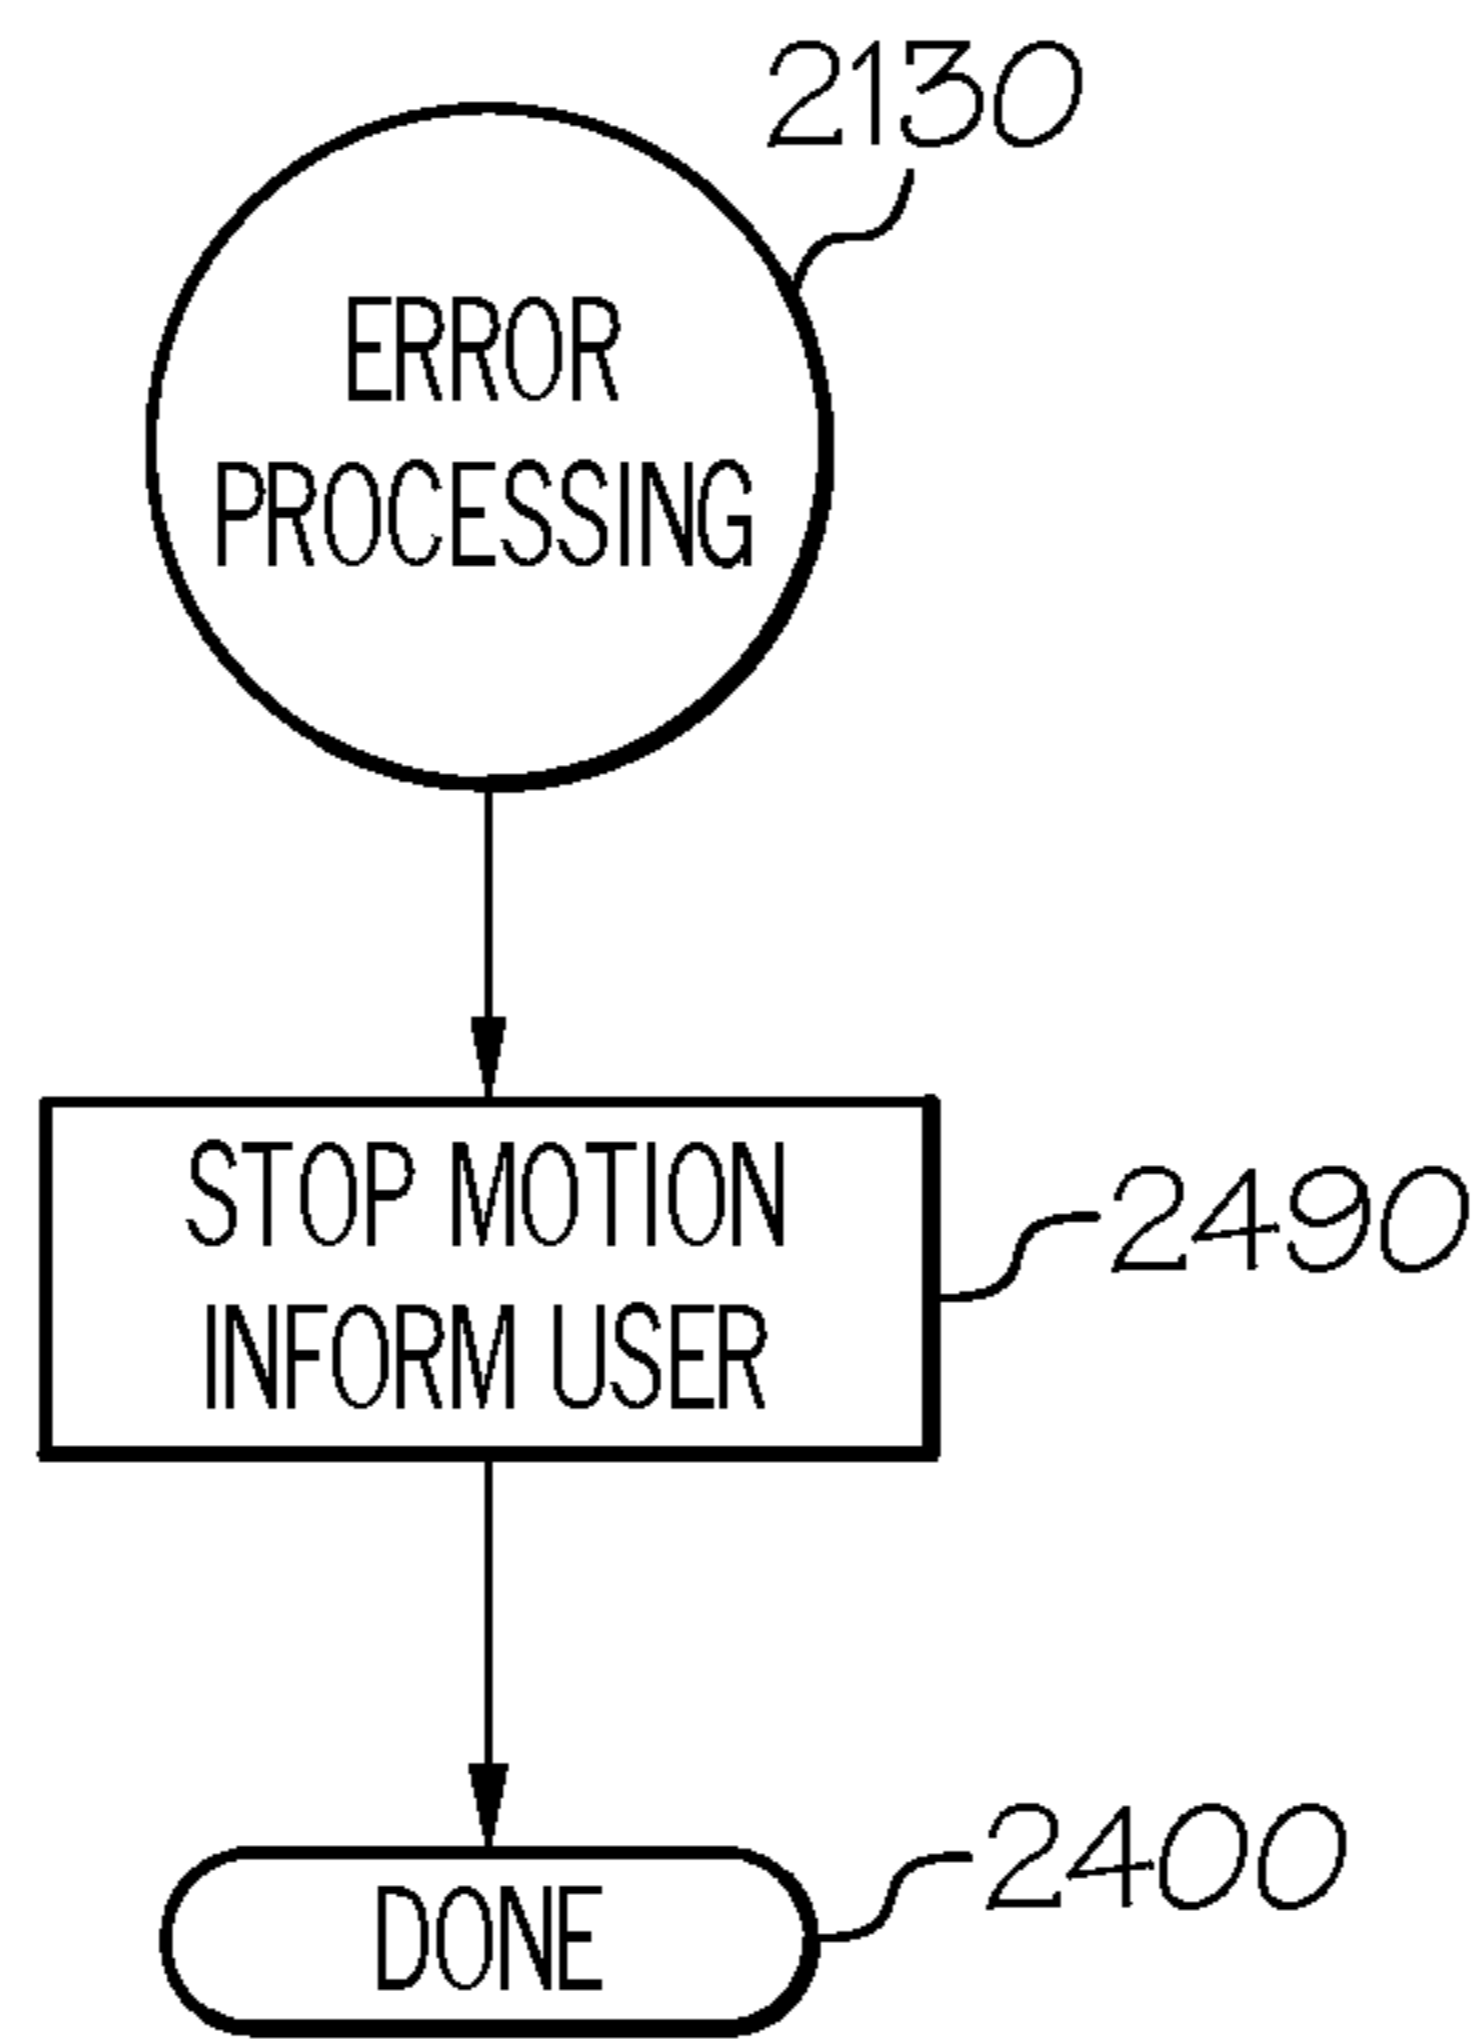 2130
ERROR
PROCESSING
STOP MOTION
INFORM USER
2490
2400
DONE